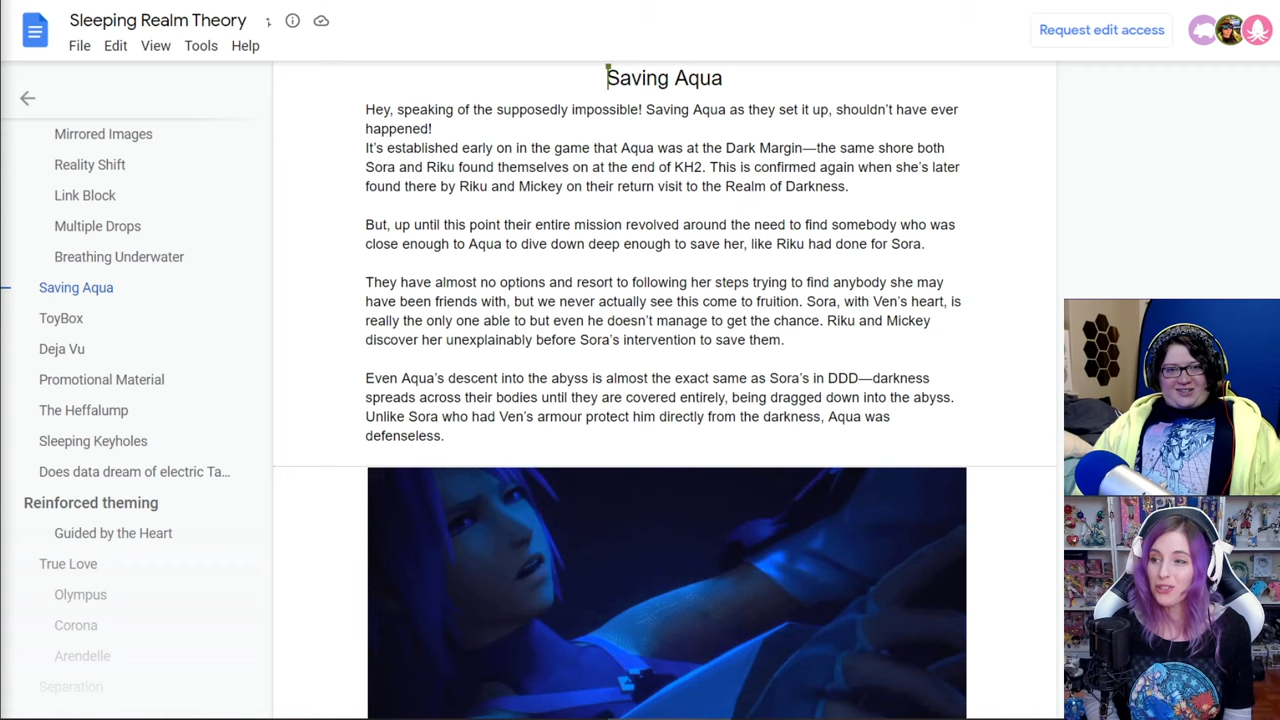 Sleeping Realm Theory
File Edit View Tools Help
Request edit access
Mirrored Images
Reality Shift
Link Block
Multiple Drops
Breathing Underwater
Saving Aqua
ToyBox
Deja Vu
Promotional Material
The Heffalump
Sleeping Keyholes
Does data dream of electric Ta...
Reinforced theming
Guided by the Heart
True Love
Olympus
Corona
Arendelle
Separation
Saving Aqua
Hey, speaking of the supposedly impossible! Saving Aqua as they set it up, shouldn't have ever
happened!
It's established early on in the game that Aqua was at the Dark Margin—the same shore both
Sora and Riku found themselves on at the end of KH2. This is confirmed again when she's later
found there by Riku and Mickey on their return visit to the Realm of Darkness.
But, up until this point their entire mission revolved around the need to find somebody who was
close enough to Aqua to dive down deep enough to save her, like Riku had done for Sora.
They have almost no options and resort to following her steps trying to find anybody she may
have been friends with, but we never actually see this come to fruition. Sora, with Ven's heart, is
really the only one able to but even he doesn't manage to get the chance. Riku and Mickey
discover her unexplainably before Sora's intervention to save them.
Even Aqua's descent into the abyss is almost the exact same as Sora's in DDD—darkness
spreads across their bodies until they are covered entirely, being dragged down into the abyss.
Unlike Sora who had Ven's armour protect him directly from the darkness, Aqua was
defenseless.